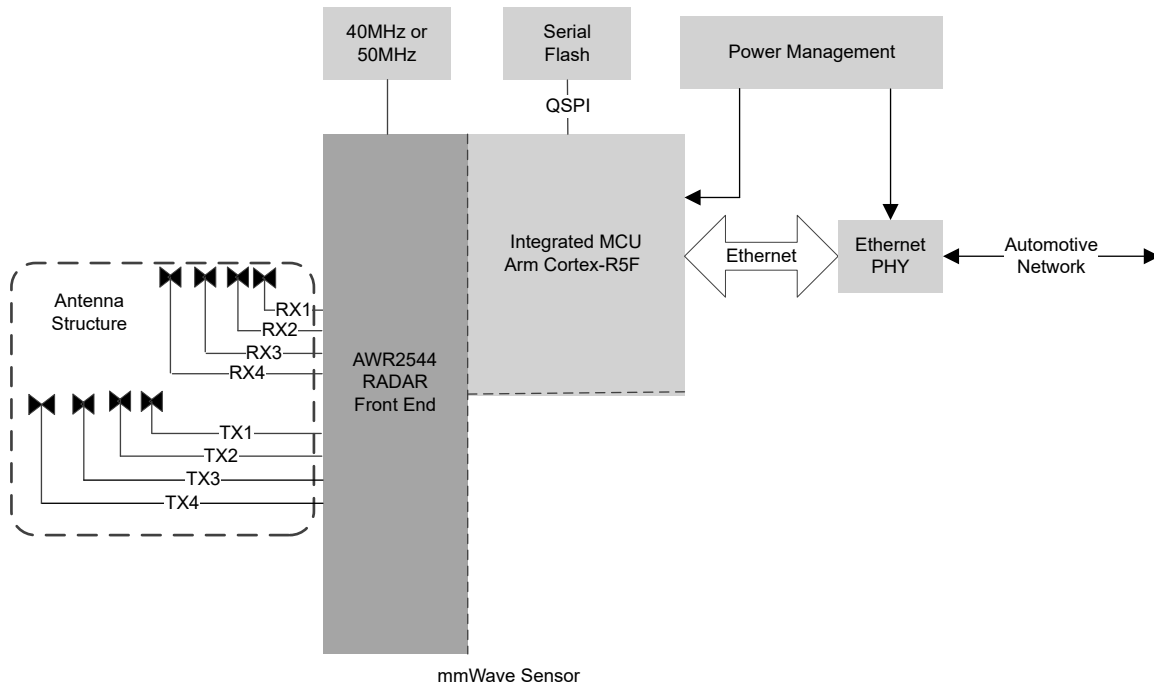 40MHz or
50MHz
Serial
Flash
Power Management
QSPI
Integrated MCU
Arm Cortex-R5F
Ethernet
Ethernet
PHY
Automotive
Network
Antenna
Structure
RX1
RX2
RX3
RX4
AWR2544
RADAR
Front End
TX1
TX2
TX3
TX4
mmWave Sensor